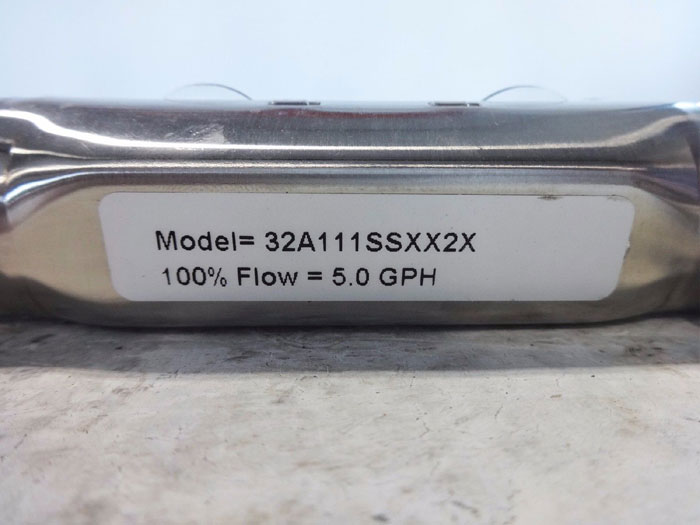 Model= 32A111SSXX2X
100% Flow = 5.0 GPH